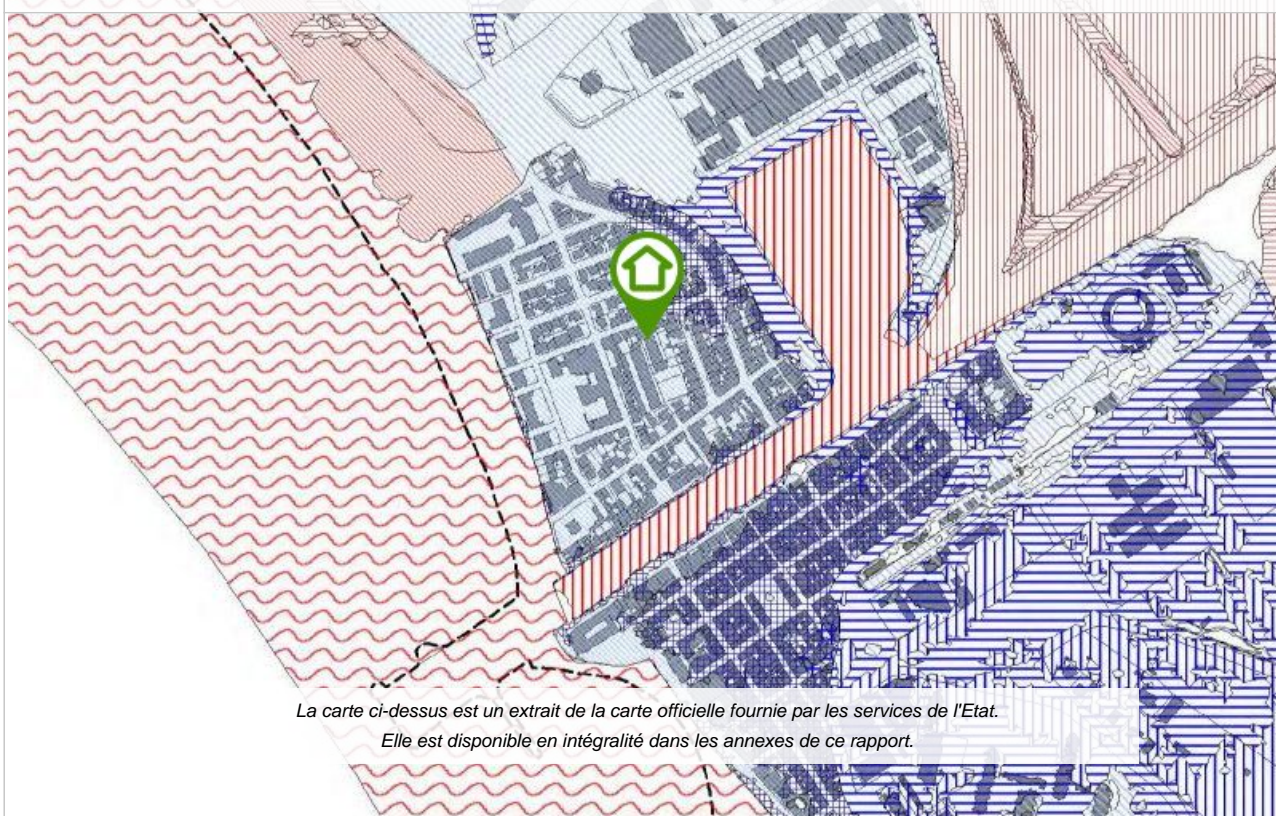 La carte ci-dessus est un extrait de la carte officielle fournie par les services de l'Etat.
Elle est disponible en intégralité dans les annexes de ce rapport.